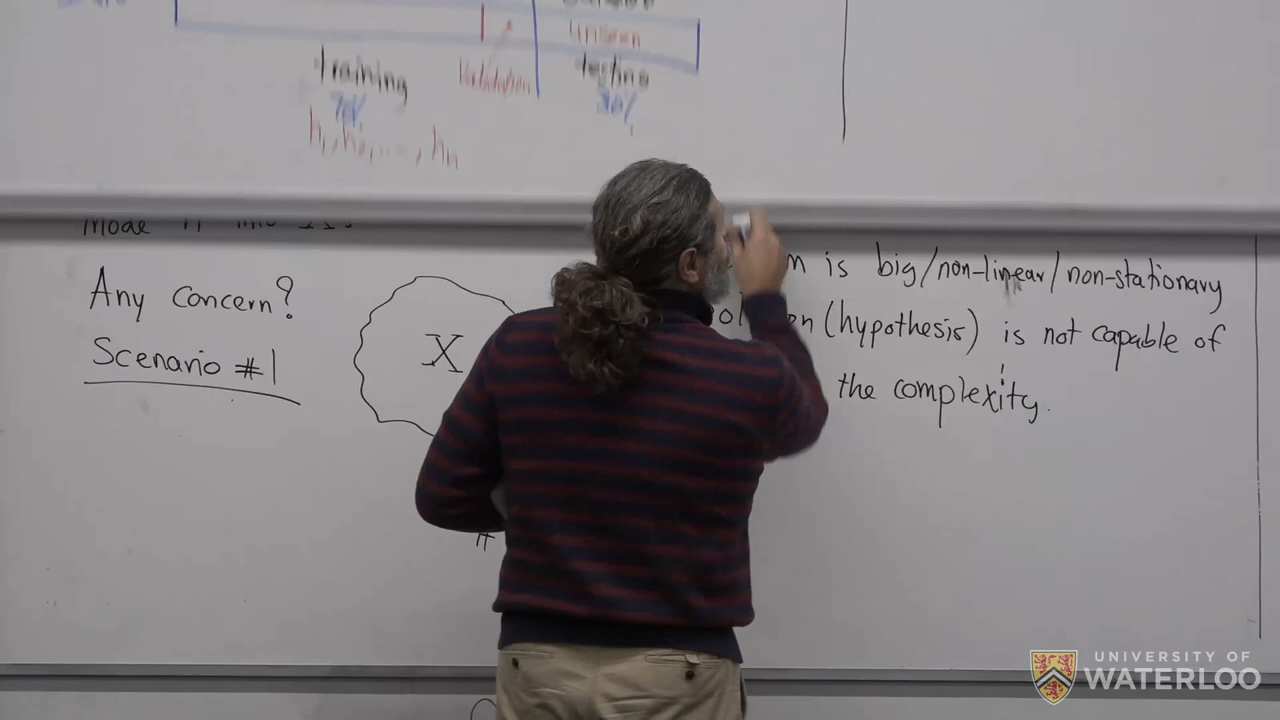 unseen
training
Validation
testing
70%
30%
h1, h2, ..., hn
Any concern?
Scenario #1
X
is big/non-linear/non-stationary
(hypothesis) is not capable of
the complexity.
UNIVERSITY OF
WATERLOO